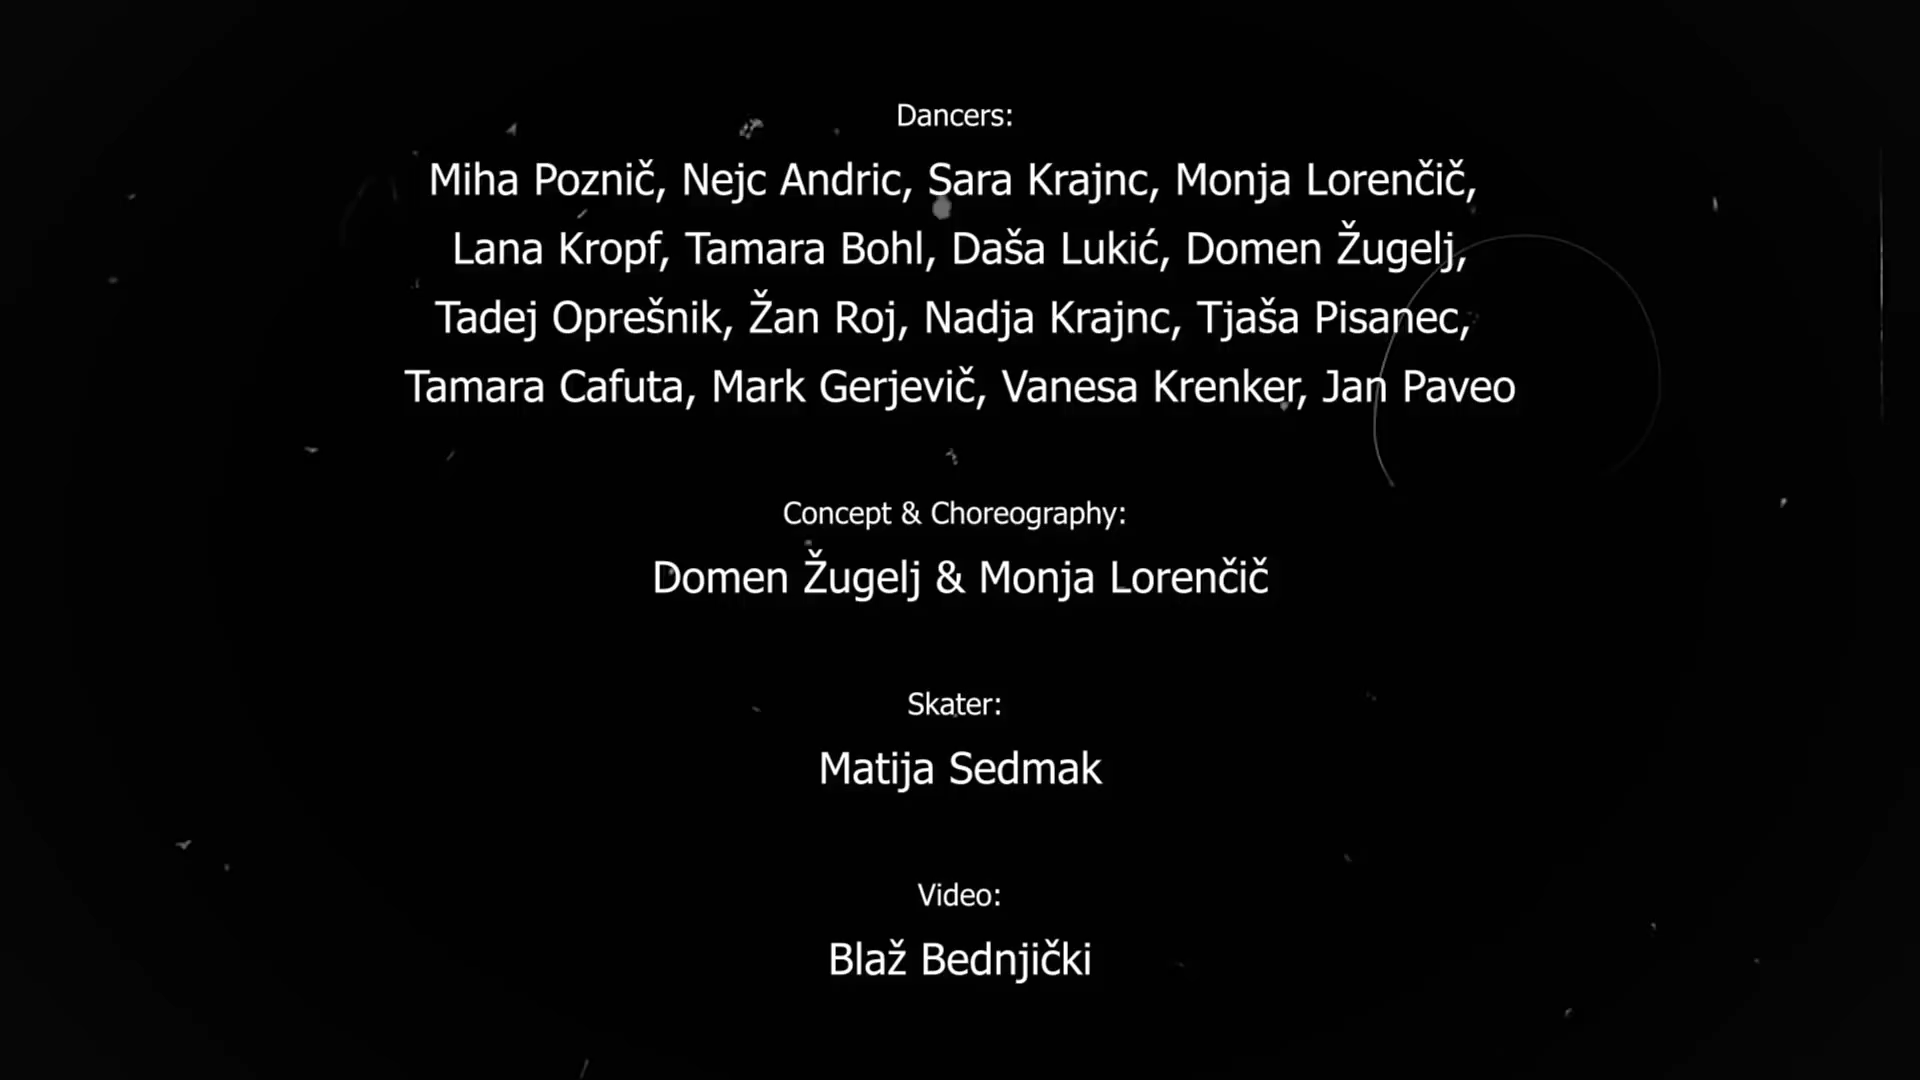 Dancers:
Miha Poznič, Nejc Andric, Sara Krajnc, Monja Lorenčič,
Lana Kropf, Tamara Bohl, Daša Lukić, Domen Žugelj,
Tadej Oprešnik, Žan Roj, Nadja Krajnc, Tjaša Pisanec,
Tamara Cafuta, Mark Gerjevič, Vanesa Krenker, Jan Paveo
Concept & Choreography:
Domen Žugelj & Monja Lorenčič
Skater:
Matija Sedmak
Video:
Blaž Bednjički